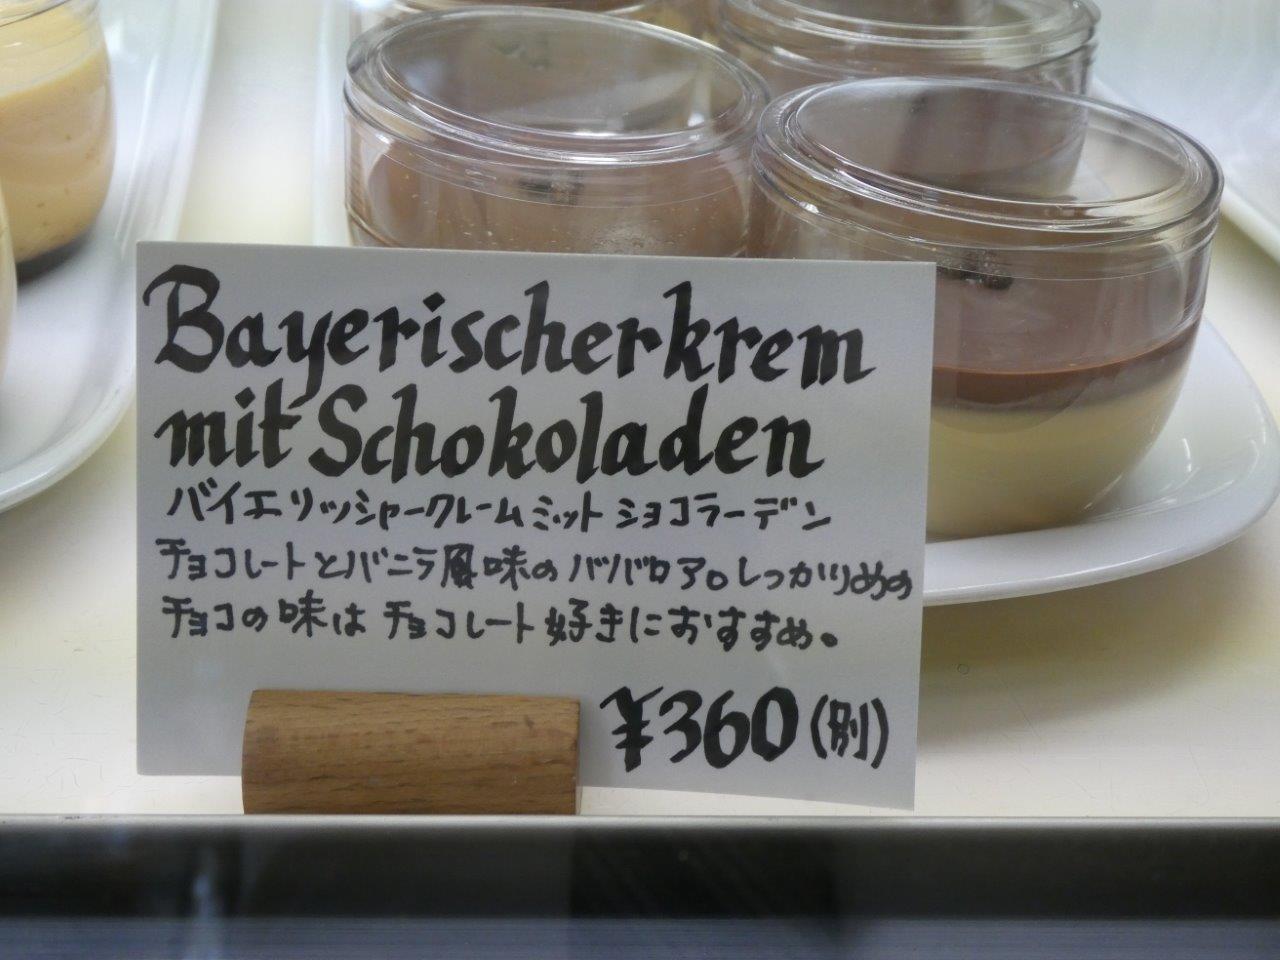 Bayerischerkrem
mit Schokoladen
バイエリッシャークレームミット ショコラーデン
チョコレートとバニラ風味のババロア。しっかりめの
チョコの味はチョコレート好きにおすすめ。
¥360(別)